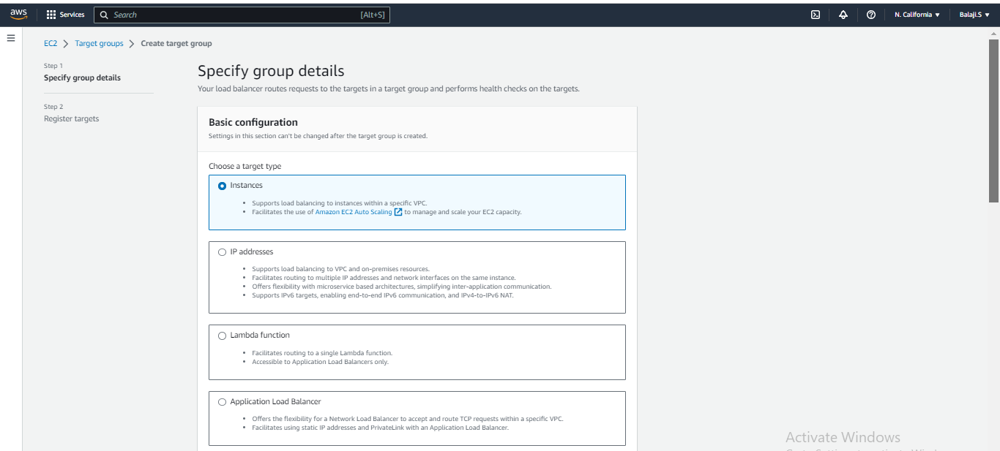 aws
Services
Search [Alt+S]
N. California ▼
Balaji.S ▼
EC2 > Target groups > Create target group
Step 1
Specify group details
Step 2
Register targets
Specify group details
Your load balancer routes requests to the targets in a target group and performs health checks on the targets.
Basic configuration
Settings in this section can't be changed after the target group is created.
Choose a target type
Instances
• Supports load balancing to instances within a specific VPC.
• Facilitates the use of Amazon EC2 Auto Scaling to manage and scale your EC2 capacity.
IP addresses
• Supports load balancing to VPC and on-premises resources.
• Facilitates routing to multiple IP addresses and network interfaces on the same instance.
• Offers flexibility with microservice based architectures, simplifying inter-application communication.
• Supports IPv6 targets, enabling end-to-end IPv6 communication, and IPv4-to-IPv6 NAT.
Lambda function
• Facilitates routing to a single Lambda function.
• Accessible to Application Load Balancers only.
Application Load Balancer
• Offers the flexibility for a Network Load Balancer to accept and route TCP requests within a specific VPC.
• Facilitates using static IP addresses and PrivateLink with an Application Load Balancer.
Activate Windows